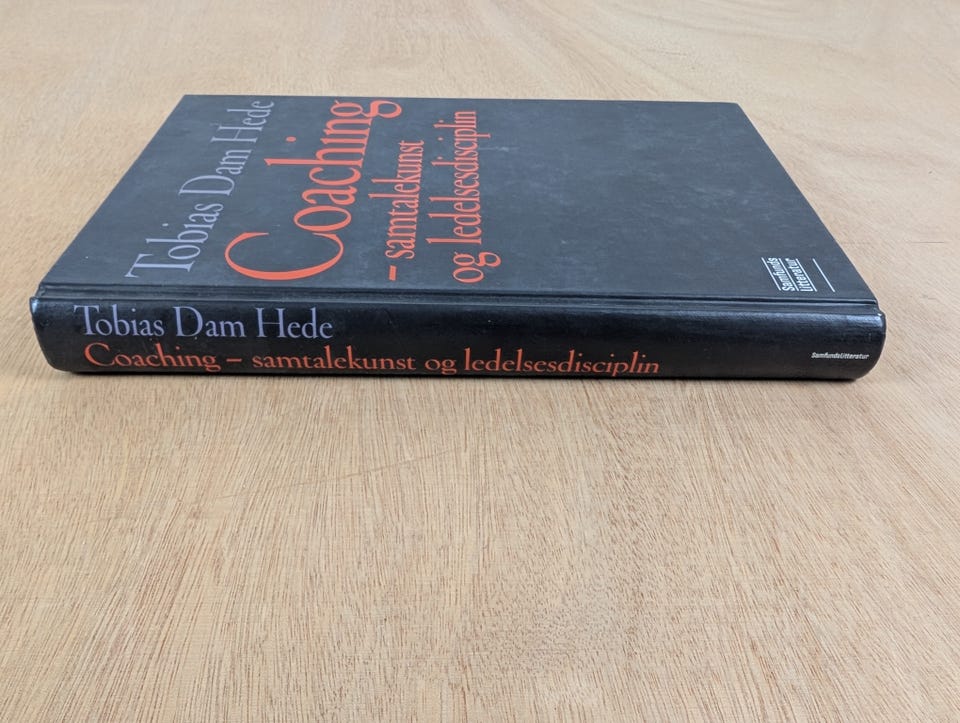 Tobias Dam Hede
Coaching
– samtalekunst
og ledelsesdisciplin
Samfunds
litteratur
Tobias Dam Hede
Coaching – samtalekunst og ledelsesdisciplin
Samfundslitteratur